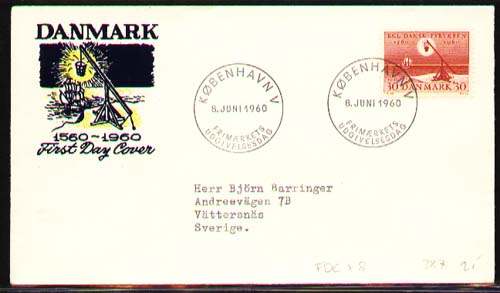 DANMARK
1560-1960
First Day Cover
KØBENHAVN V
8. JUNI 1960
FRIMÆRKETS
UDGIVELSESDAG
KØBENHAVN V
8. JUNI 1960
FRIMÆRKETS
UDGIVELSESDAG
KGL. DANSK FYRVÆSEN
1560 1960
30 DANMARK 30
Herr Björn Barringer
Andreevägen 7B
Vättersnäs
Sverige.
FDC